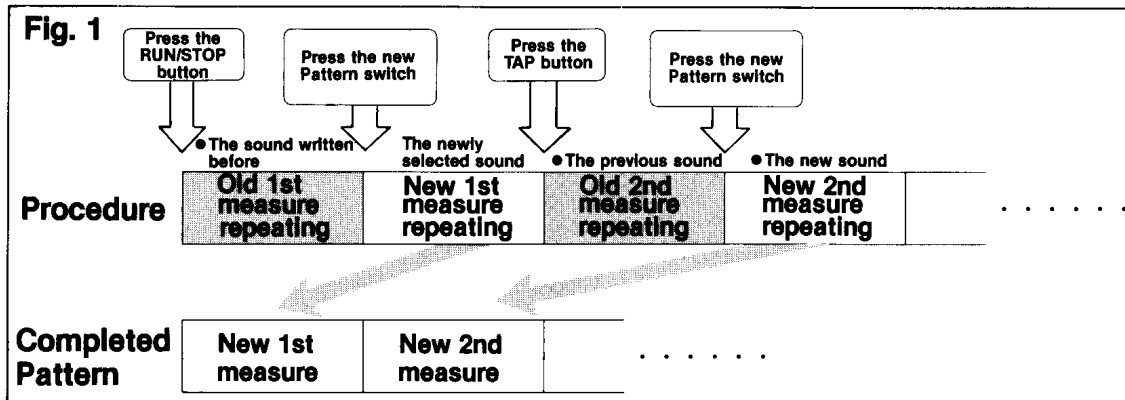 Fig. 1
Press the
RUN/STOP
button
Press the new
Pattern switch
Press the
TAP button
Press the new
Pattern switch
● The sound written
before
The newly
selected sound
● The previous sound
● The new sound
Procedure
Old 1st
measure
repeating
New 1st
measure
repeating
Old 2nd
measure
repeating
New 2nd
measure
repeating
. . . . . .
Completed
Pattern
New 1st
measure
New 2nd
measure
. . . . . .